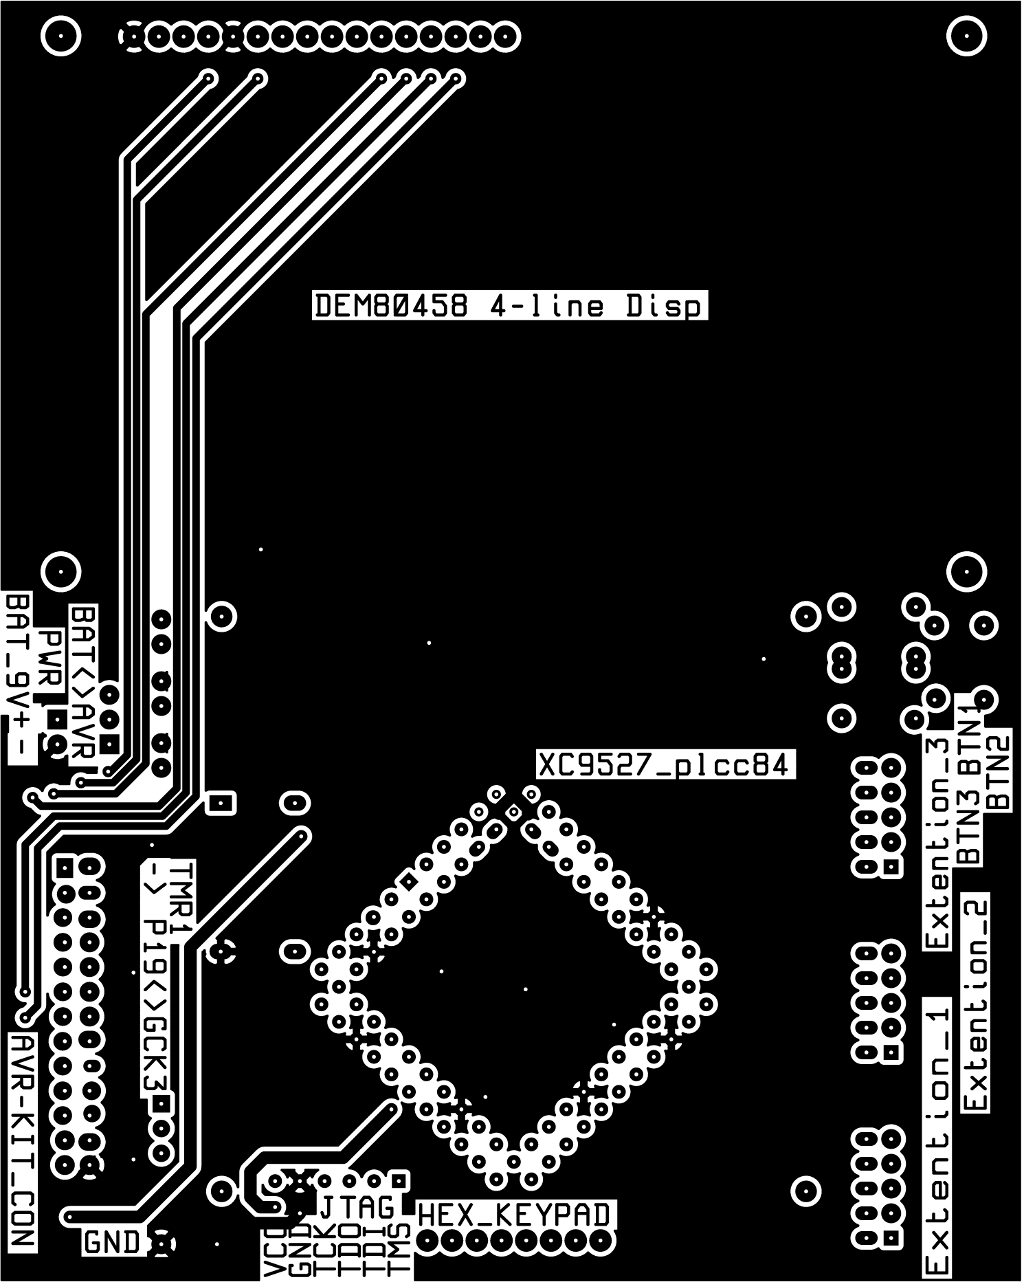 DEM80458 4-line Disp
BAT_9V+-
PWR
BAT<>AVR
XC9527_plcc84
Extention_3
BTN3 BTN1
BTN2
TMR1
-> P19<>GCK3
Extention_2
Extention_1
AVR-KIT_CON
GND
JTAG
VCC
GND
TCK
TDO
TDI
TMS
HEX_KEYPAD